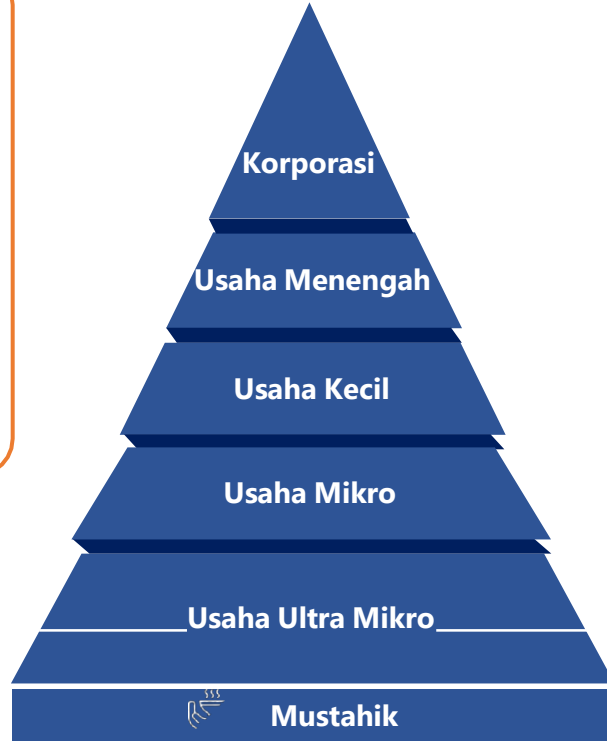 Korporasi
Usaha Menengah
Usaha Kecil
Usaha Mikro
Usaha Ultra Mikro
Mustahik